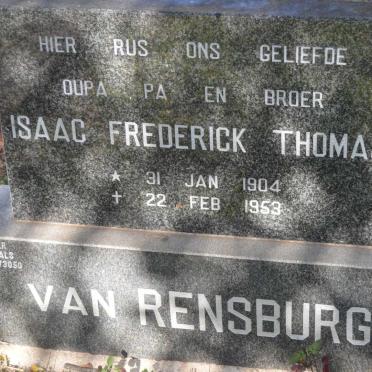 HIER RUS ONS GELIEFDE
OUPA PA EN BROER
ISAAC FREDERICK THOMA
★ 31 JAN 1904
✝ 22 FEB 1953
VAN RENSBURG